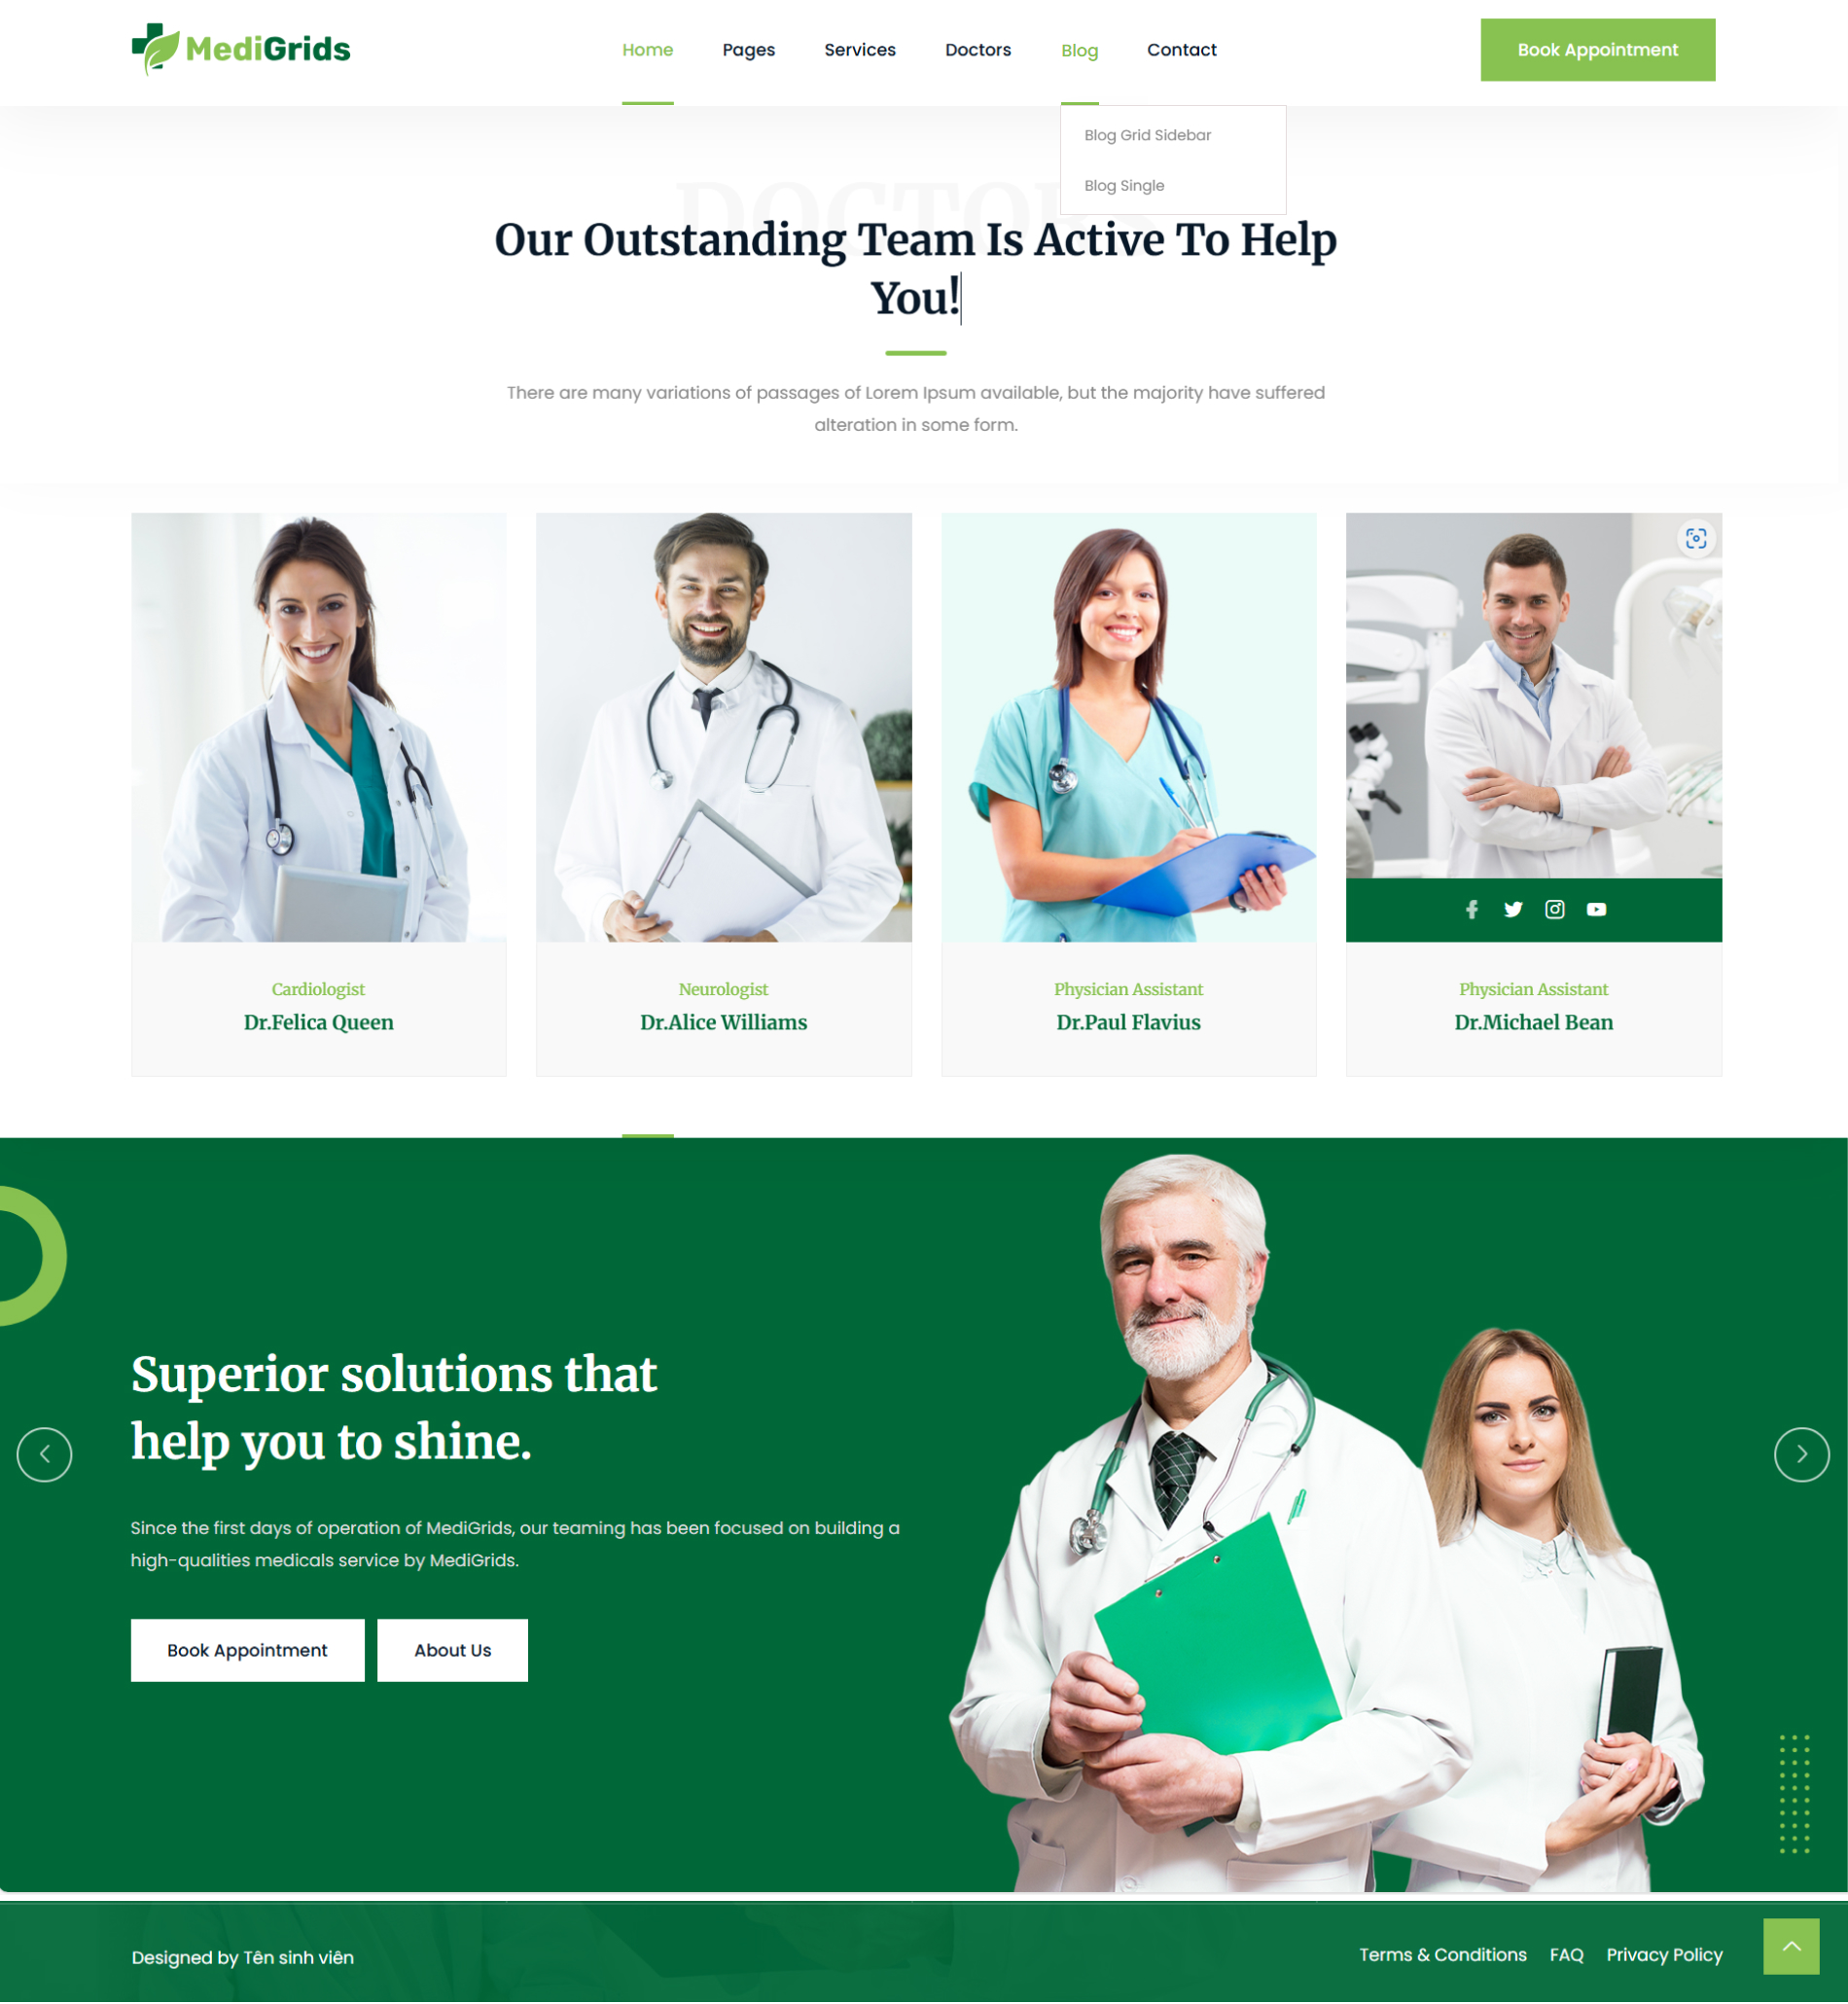 MediGrids
Home
Pages
Services
Doctors
Blog
Contact
Book Appointment
Blog Grid Sidebar
Blog Single
Our Outstanding Team Is Active To Help
You!
There are many variations of passages of Lorem Ipsum available, but the majority have suffered
alteration in some form.
Cardiologist
Dr.Felica Queen
Neurologist
Dr.Alice Williams
Physician Assistant
Dr.Paul Flavius
Physician Assistant
Dr.Michael Bean
Superior solutions that
help you to shine.
Since the first days of operation of MediGrids, our teaming has been focused on building a
high-qualities medicals service by MediGrids.
Book Appointment
About Us
Designed by Tên sinh viên
Terms & Conditions
FAQ
Privacy Policy